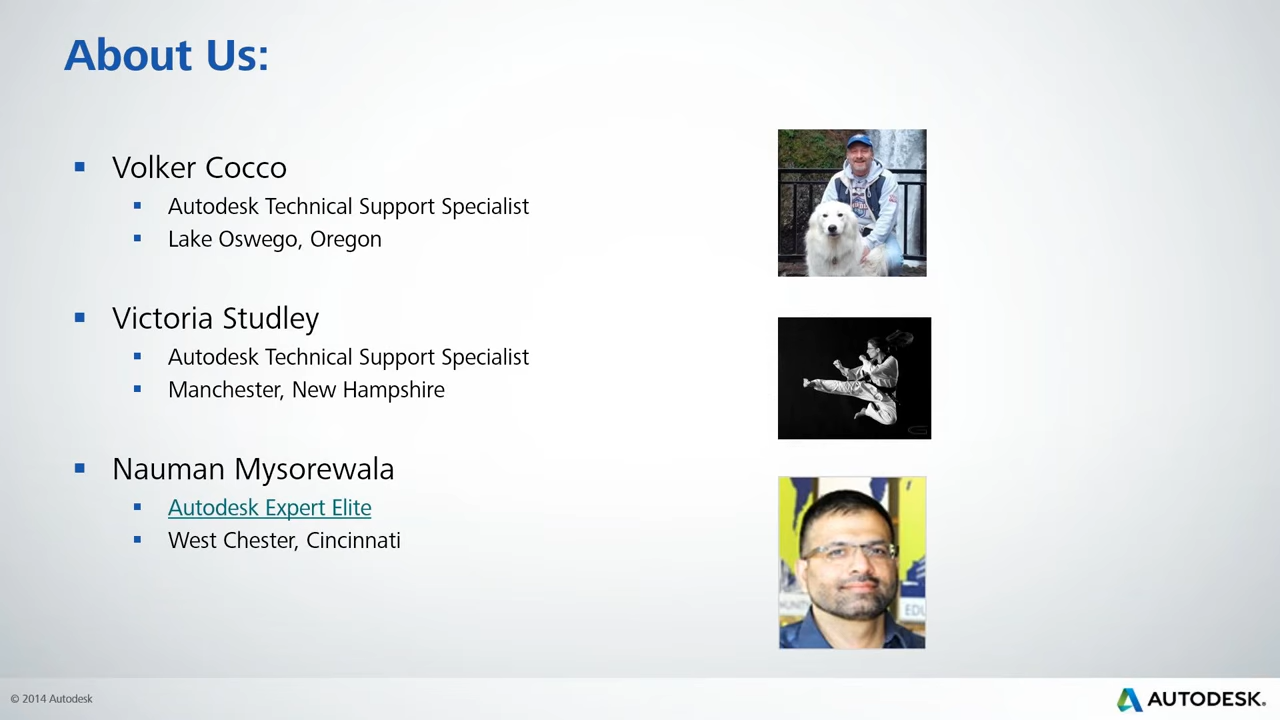 About Us:
Volker Cocco
Autodesk Technical Support Specialist
Lake Oswego, Oregon
Victoria Studley
Autodesk Technical Support Specialist
Manchester, New Hampshire
Nauman Mysorewala
Autodesk Expert Elite
West Chester, Cincinnati
EDU
© 2014 Autodesk
AUTODESK.